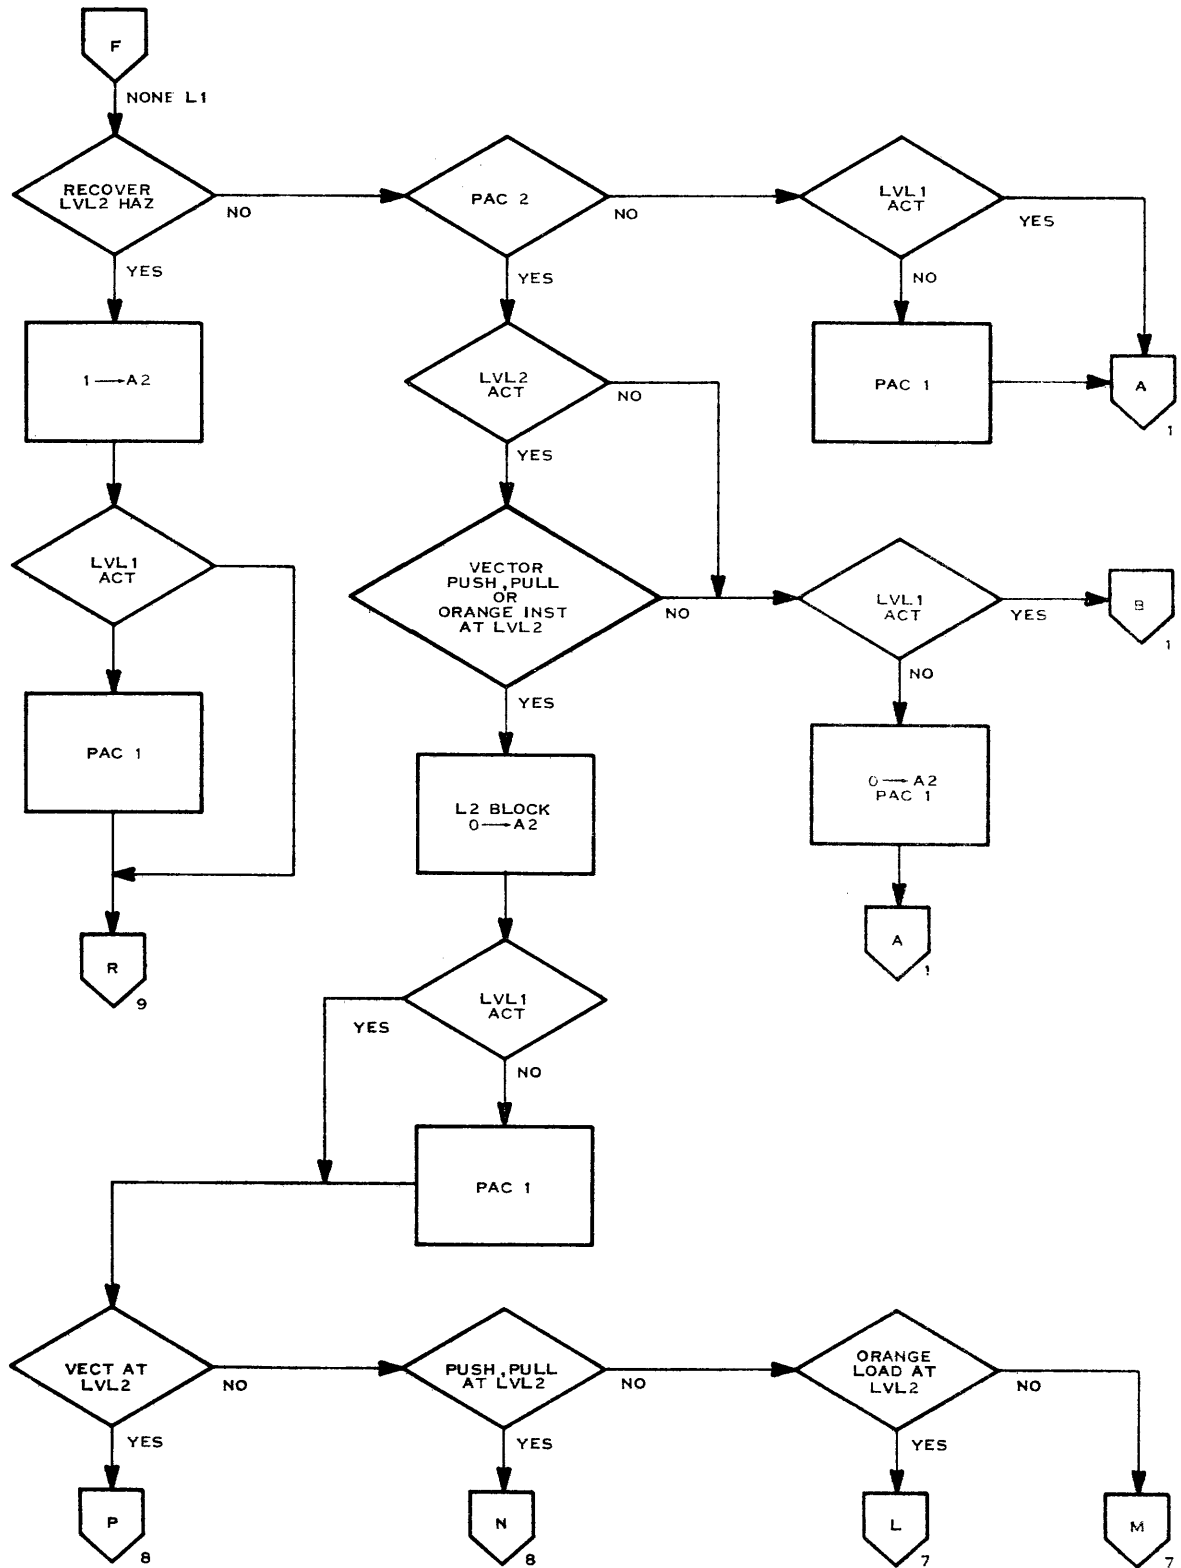 F
NONE L1
RECOVER
LVL2 HAZ
NO
YES
PAC 2
NO
YES
LVL1
ACT
YES
NO
1 → A2
LVL2
ACT
NO
YES
PAC 1
A
1
LVL1
ACT
VECTOR
PUSH, PULL
OR
ORANGE INST
AT LVL2
NO
YES
LVL1
ACT
YES
NO
B
1
PAC 1
L2 BLOCK
0 → A2
0 → A2
PAC 1
R
9
A
1
LVL1
ACT
YES
NO
PAC 1
VECT AT
LVL2
NO
YES
PUSH, PULL
AT LVL2
NO
YES
ORANGE
LOAD AT
LVL2
NO
YES
P
8
N
8
L
7
M
7